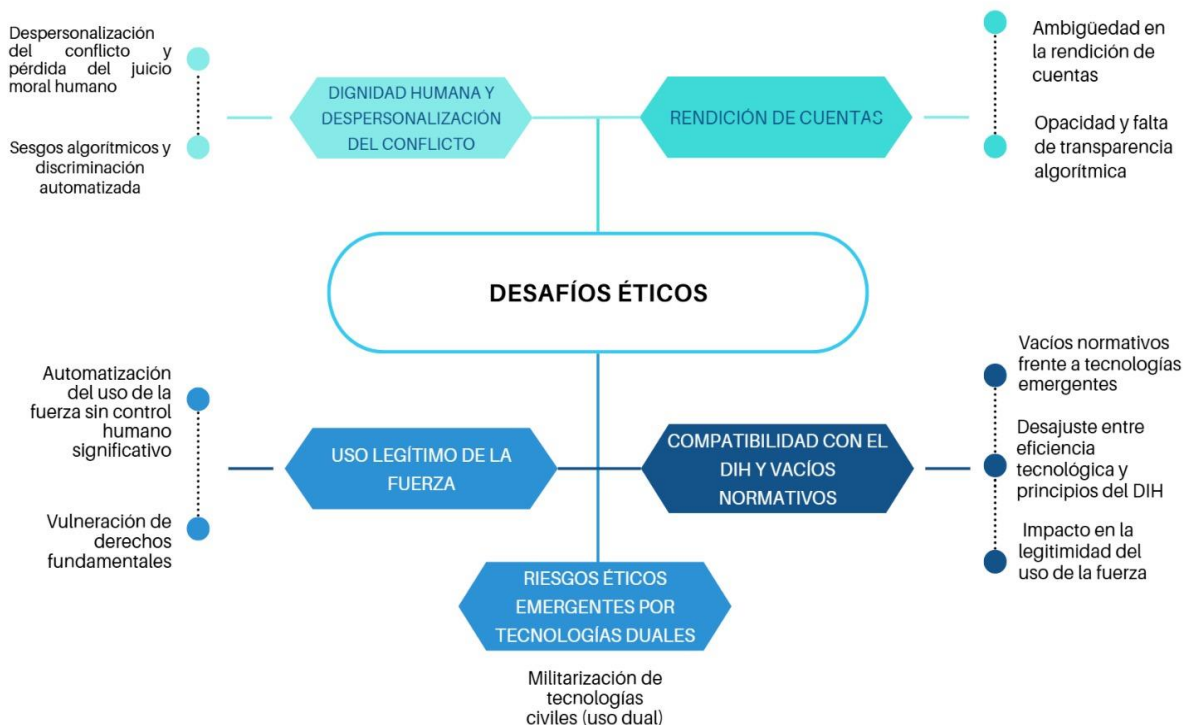 Despersonalización
del conflicto y
pérdida del juicio
moral humano
Sesgos algorítmicos y
discriminación
automatizada
DIGNIDAD HUMANA Y
DESPERSONALIZACIÓN
DEL CONFLICTO
RENDICIÓN DE CUENTAS
Ambigüedad en
la rendición de
cuentas
Opacidad y falta
de transparencia
algorítmica
DESAFÍOS ÉTICOS
Automatización
del uso de la
fuerza sin control
humano
significativo
Vulneración de
derechos
fundamentales
USO LEGÍTIMO DE LA
FUERZA
COMPATIBILIDAD CON EL
DIH Y VACÍOS
NORMATIVOS
Vacíos normativos
frente a tecnologías
emergentes
Desajuste entre
eficiencia
tecnológica y
principios del DIH
Impacto en la
legitimidad del
uso de la fuerza
RIESGOS ÉTICOS
EMERGENTES POR
TECNOLOGÍAS DUALES
Militarización de
tecnologías
civiles (uso dual)